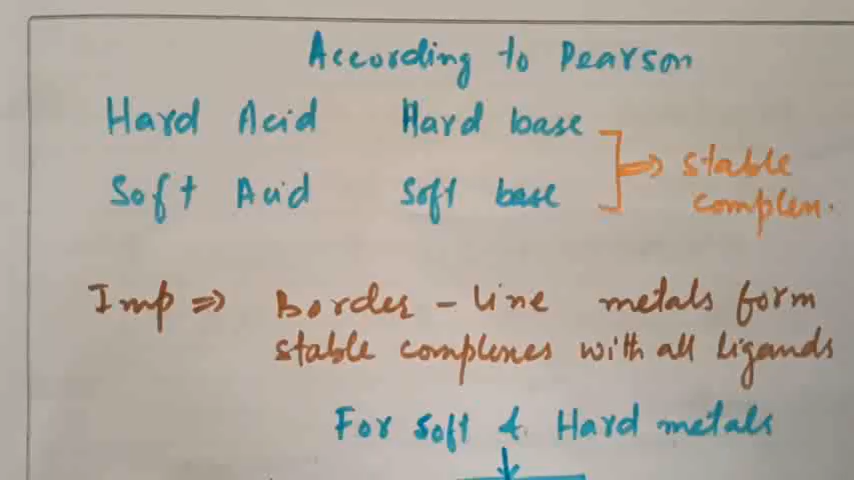 According to Pearson
Hard Acid Hard base
Soft Acid Soft base
⇒ stable
complex.
Imp ⇒ Border-line metals form
stable complexes with all ligands
For Soft & Hard metals